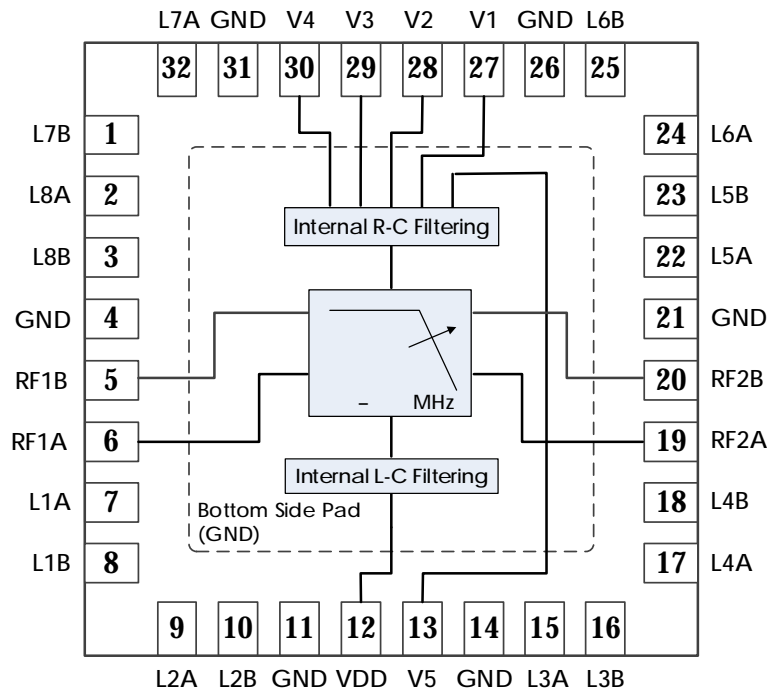 L7A GND V4 V3 V2 V1 GND L6B
32 31 30 29 28 27 26 25
L7B 1 24 L6A
L8A 2 23 L5B
Internal R-C Filtering
L8B 3 22 L5A
GND 4 21 GND
RF1B 5 20 RF2B
– MHz
RF1A 6 19 RF2A
Internal L-C Filtering
L1A 7 18 L4B
Bottom Side Pad
(GND)
L1B 8 17 L4A
9 10 11 12 13 14 15 16
L2A L2B GND VDD V5 GND L3A L3B